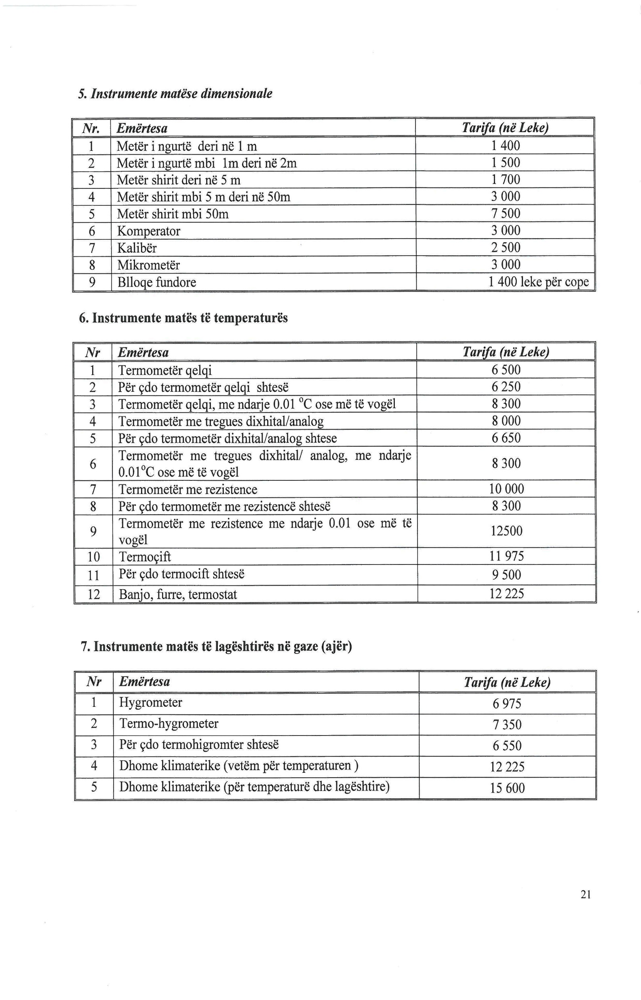 5. Instrumente matëse dimensionale
Nr. Emërtesa Tarifa (në Leke)
1 Metër i ngurtë deri në 1 m 1 400
2 Metër i ngurtë mbi 1m deri në 2m 1 500
3 Metër shirit deri në 5 m 1 700
4 Metër shirit mbi 5 m deri në 50m 3 000
5 Metër shirit mbi 50m 7 500
6 Komperator 3 000
7 Kalibër 2 500
8 Mikrometër 3 000
9 Blloqe fundore 1 400 leke për cope
6. Instrumente matës të temperaturës
Nr Emërtesa Tarifa (në Leke)
1 Termometër qelqi 6 500
2 Për çdo termometër qelqi shtesë 6 250
3 Termometër qelqi, me ndarje 0.01 °C ose më të vogël 8 300
4 Termometër me tregues dixhital/analog 8 000
5 Për çdo termometër dixhital/analog shtese 6 650
6 Termometër me tregues dixhital/ analog, me ndarje
0.01°C ose më të vogël 8 300
7 Termometër me rezistence 10 000
8 Për çdo termometër me rezistencë shtesë 8 300
9 Termometër me rezistence me ndarje 0.01 ose më të
vogël 12500
10 Termoçift 11 975
11 Për çdo termocift shtesë 9 500
12 Banjo, furre, termostat 12 225
7. Instrumente matës të lagështirës në gaze (ajër)
Nr Emërtesa Tarifa (në Leke)
1 Hygrometer 6 975
2 Termo-hygrometer 7 350
3 Për çdo termohigromter shtesë 6 550
4 Dhome klimaterike (vetëm për temperaturen ) 12 225
5 Dhome klimaterike (për temperaturë dhe lagështire) 15 600
21